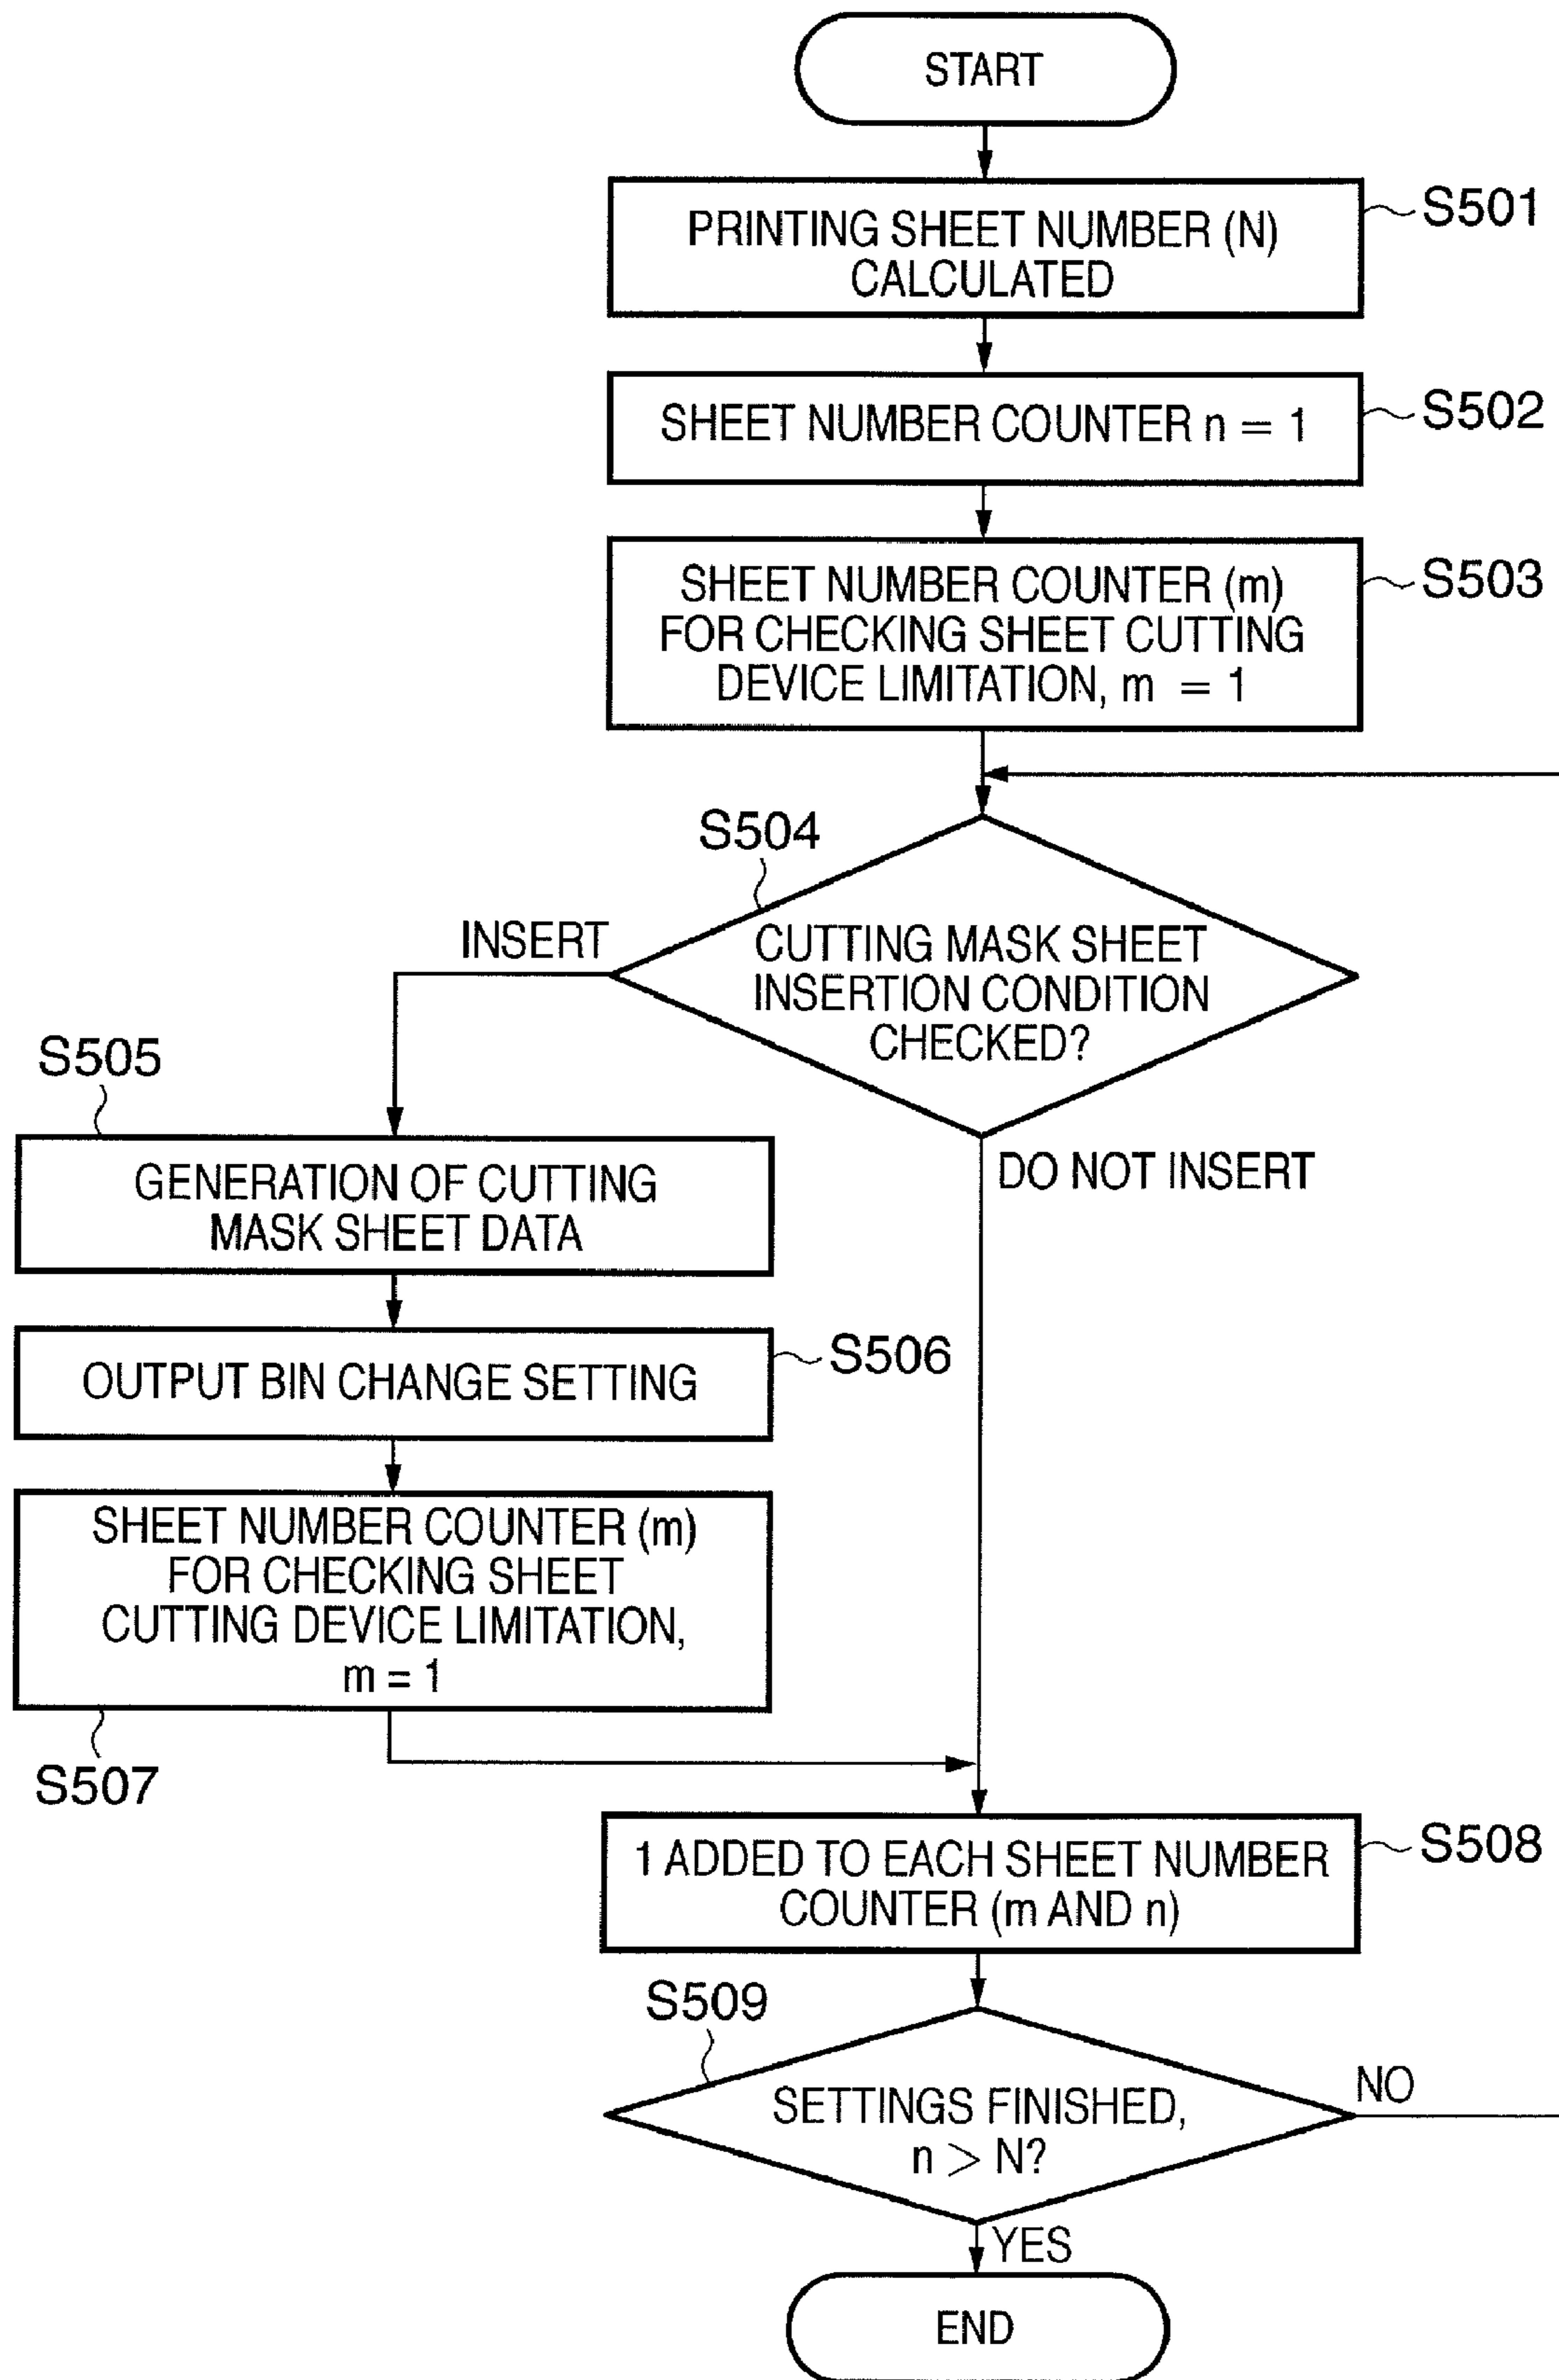 START
PRINTING SHEET NUMBER (N)
CALCULATED
S501
SHEET NUMBER COUNTER n = 1
S502
SHEET NUMBER COUNTER (m)
FOR CHECKING SHEET CUTTING
DEVICE LIMITATION, m = 1
S503
S504
CUTTING MASK SHEET
INSERTION CONDITION
CHECKED?
INSERT
DO NOT INSERT
S505
GENERATION OF CUTTING
MASK SHEET DATA
OUTPUT BIN CHANGE SETTING
S506
SHEET NUMBER COUNTER (m)
FOR CHECKING SHEET
CUTTING DEVICE LIMITATION,
m = 1
S507
1 ADDED TO EACH SHEET NUMBER
COUNTER (m AND n)
S508
S509
SETTINGS FINISHED,
n > N?
NO
YES
END